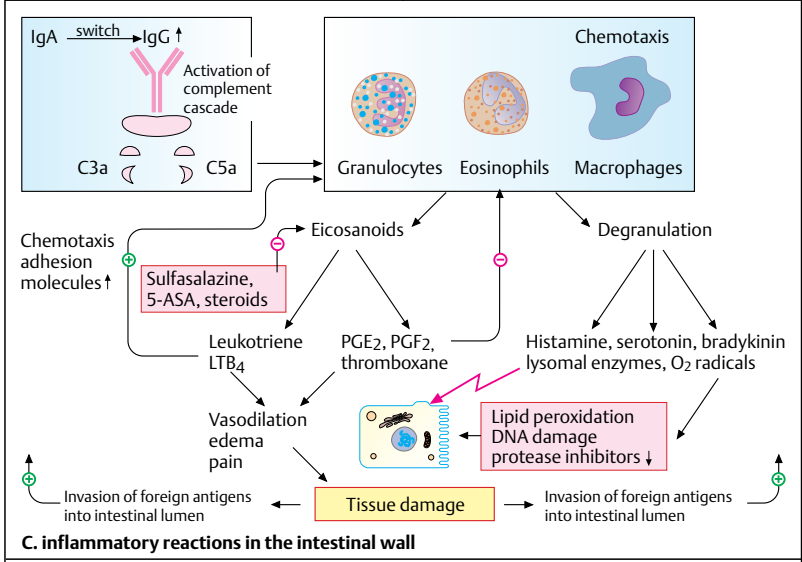 IgA switch IgG
Activation of
complement
cascade
C3a C5a
Chemotaxis
Granulocytes Eosinophils Macrophages
Chemotaxis
adhesion
molecules
Eicosanoids
Degranulation
Sulfasalazine,
5-ASA, steroids
Leukotriene
LTB4
PGE2, PGF2,
thromboxane
Histamine, serotonin, bradykinin
lysomal enzymes, O2 radicals
Vasodilation
edema
pain
Lipid peroxidation
DNA damage
protease inhibitors
Invasion of foreign antigens
into intestinal lumen
Tissue damage
Invasion of foreign antigens
into intestinal lumen
C. inflammatory reactions in the intestinal wall